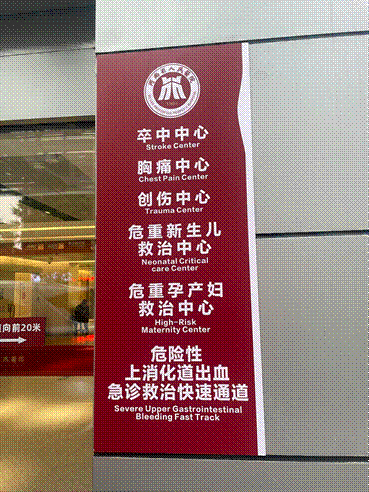 卒中中心
Stroke Center
胸痛中心
Chest Pain Center
创伤中心
Trauma Center
危重新生儿
救治中心
Neonatal Critical
care Center
危重孕产妇
救治中心
High-Risk
Maternity Center
危险性
上消化道出血
急诊救治快速通道
Severe Upper Gastrointestinal
Bleeding Fast Track
向前20米